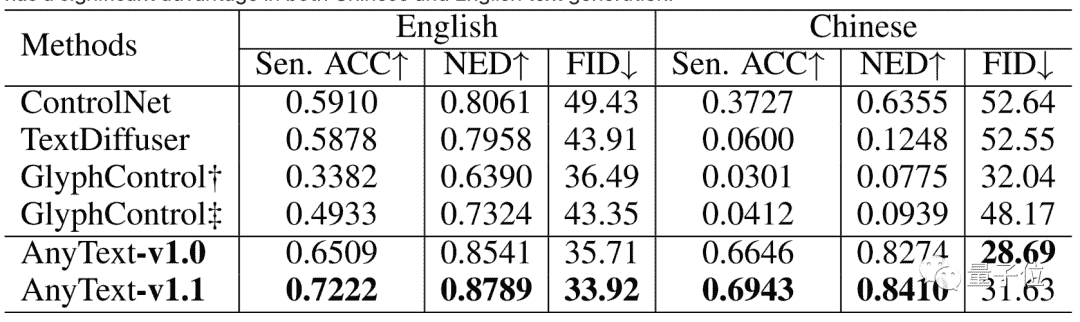 English Chinese
Methods
Sen. ACC↑ NED↑ FID↓ Sen. ACC↑ NED↑ FID↓
ControlNet 0.5910 0.8061 49.43 0.3727 0.6355 52.64
TextDiffuser 0.5878 0.7958 43.91 0.0600 0.1248 52.55
GlyphControl† 0.3382 0.6390 36.49 0.0301 0.0775 32.04
GlyphControl‡ 0.4933 0.7324 43.35 0.0412 0.0939 48.17
AnyText-v1.0 0.6509 0.8541 35.71 0.6646 0.8274 28.69
AnyText-v1.1 0.7222 0.8789 33.92 0.6943 0.8410 31.63
量子位